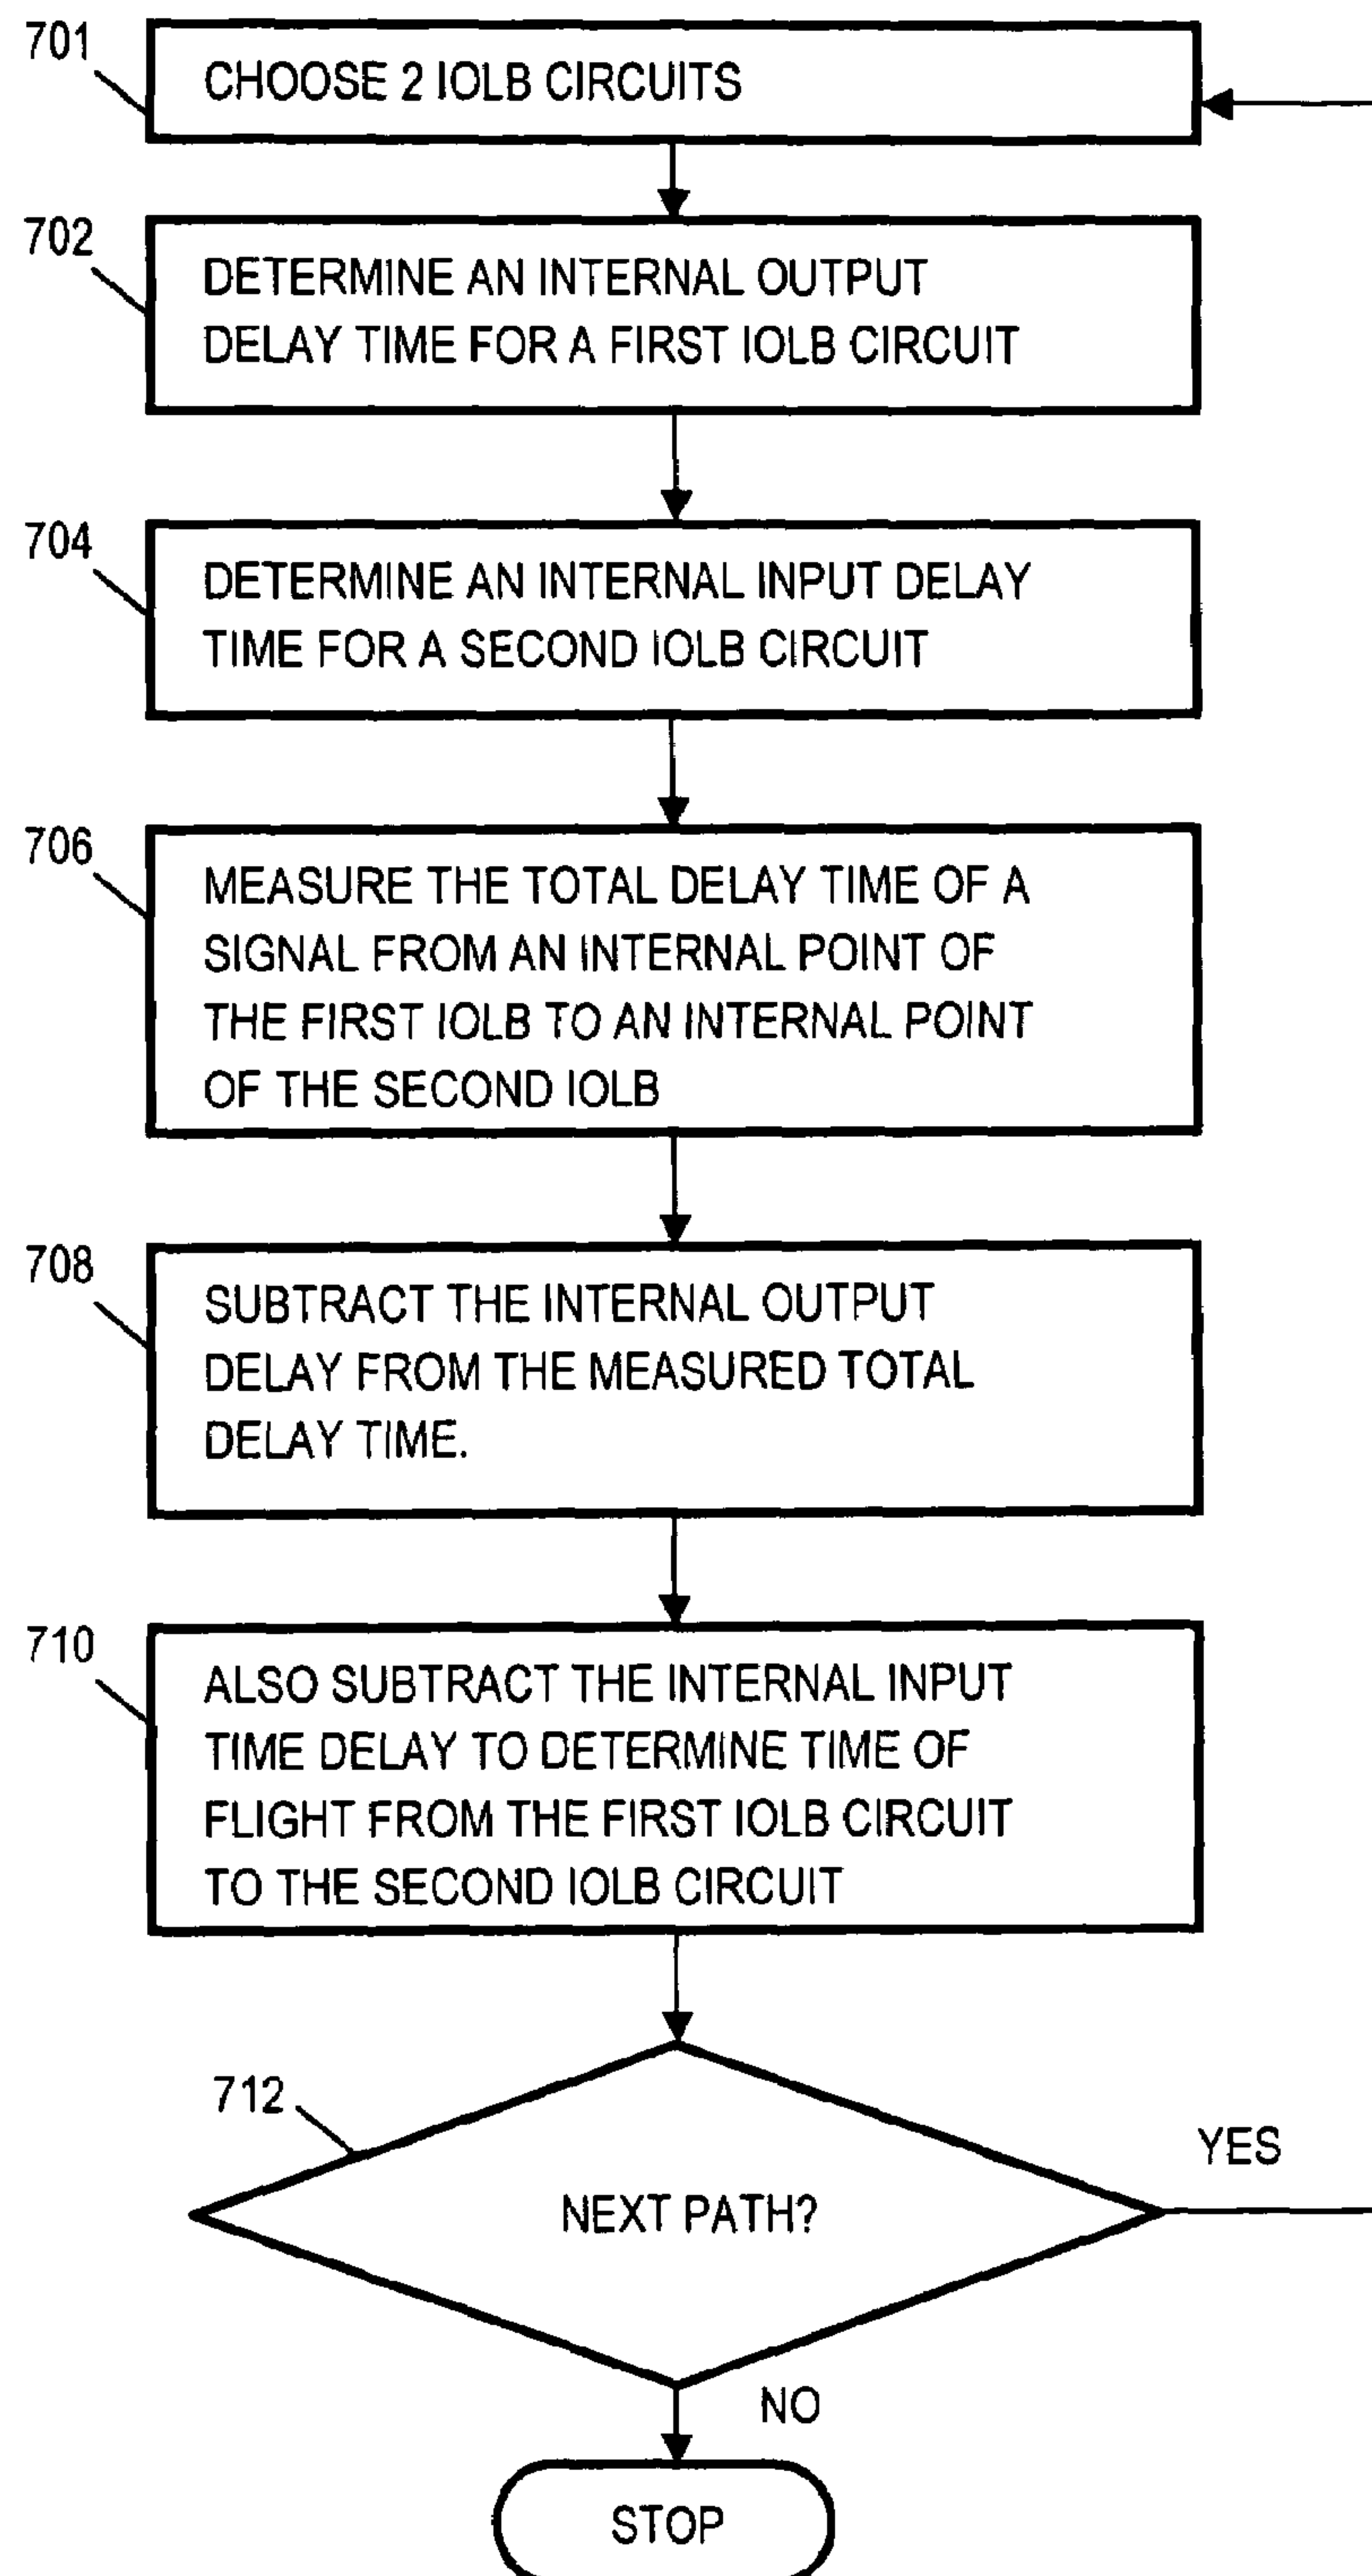 701
CHOOSE 2 IOLB CIRCUITS
702
DETERMINE AN INTERNAL OUTPUT
DELAY TIME FOR A FIRST IOLB CIRCUIT
704
DETERMINE AN INTERNAL INPUT DELAY
TIME FOR A SECOND IOLB CIRCUIT
706
MEASURE THE TOTAL DELAY TIME OF A
SIGNAL FROM AN INTERNAL POINT OF
THE FIRST IOLB TO AN INTERNAL POINT
OF THE SECOND IOLB
708
SUBTRACT THE INTERNAL OUTPUT
DELAY FROM THE MEASURED TOTAL
DELAY TIME.
710
ALSO SUBTRACT THE INTERNAL INPUT
TIME DELAY TO DETERMINE TIME OF
FLIGHT FROM THE FIRST IOLB CIRCUIT
TO THE SECOND IOLB CIRCUIT
712
YES
NEXT PATH?
NO
STOP